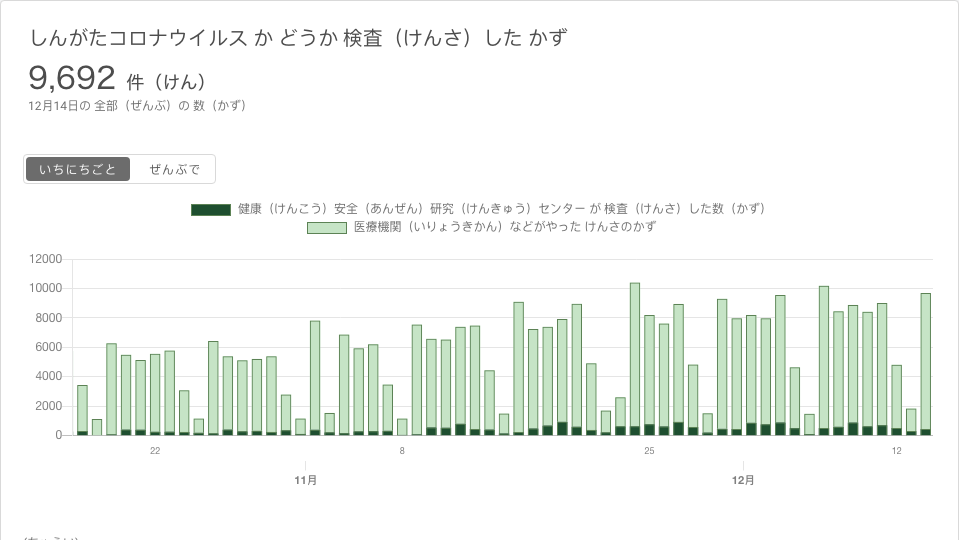 しんがたコロナウイルス か どうか 検査（けんさ）した かず
9,692 件（けん）
12月14日の 全部（ぜんぶ）の 数（かず）
いちにちごと ぜんぶで
健康（けんこう）安全（あんぜん）研究（けんきゅう）センター が 検査（けんさ）した数（かず）
医療機関（いりょうきかん）などがやった けんさのかず
12000
10000
8000
6000
4000
2000
0
22 8 25 12
11月 12月